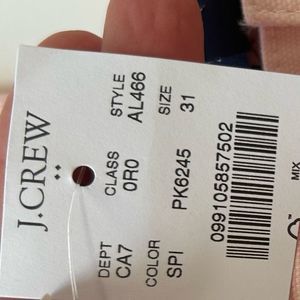 J.CREW
DEPT CLASS STYLE
CA7 0R0 AL466
COLOR PK6245 SIZE
SPI 31
099105857502
MIX